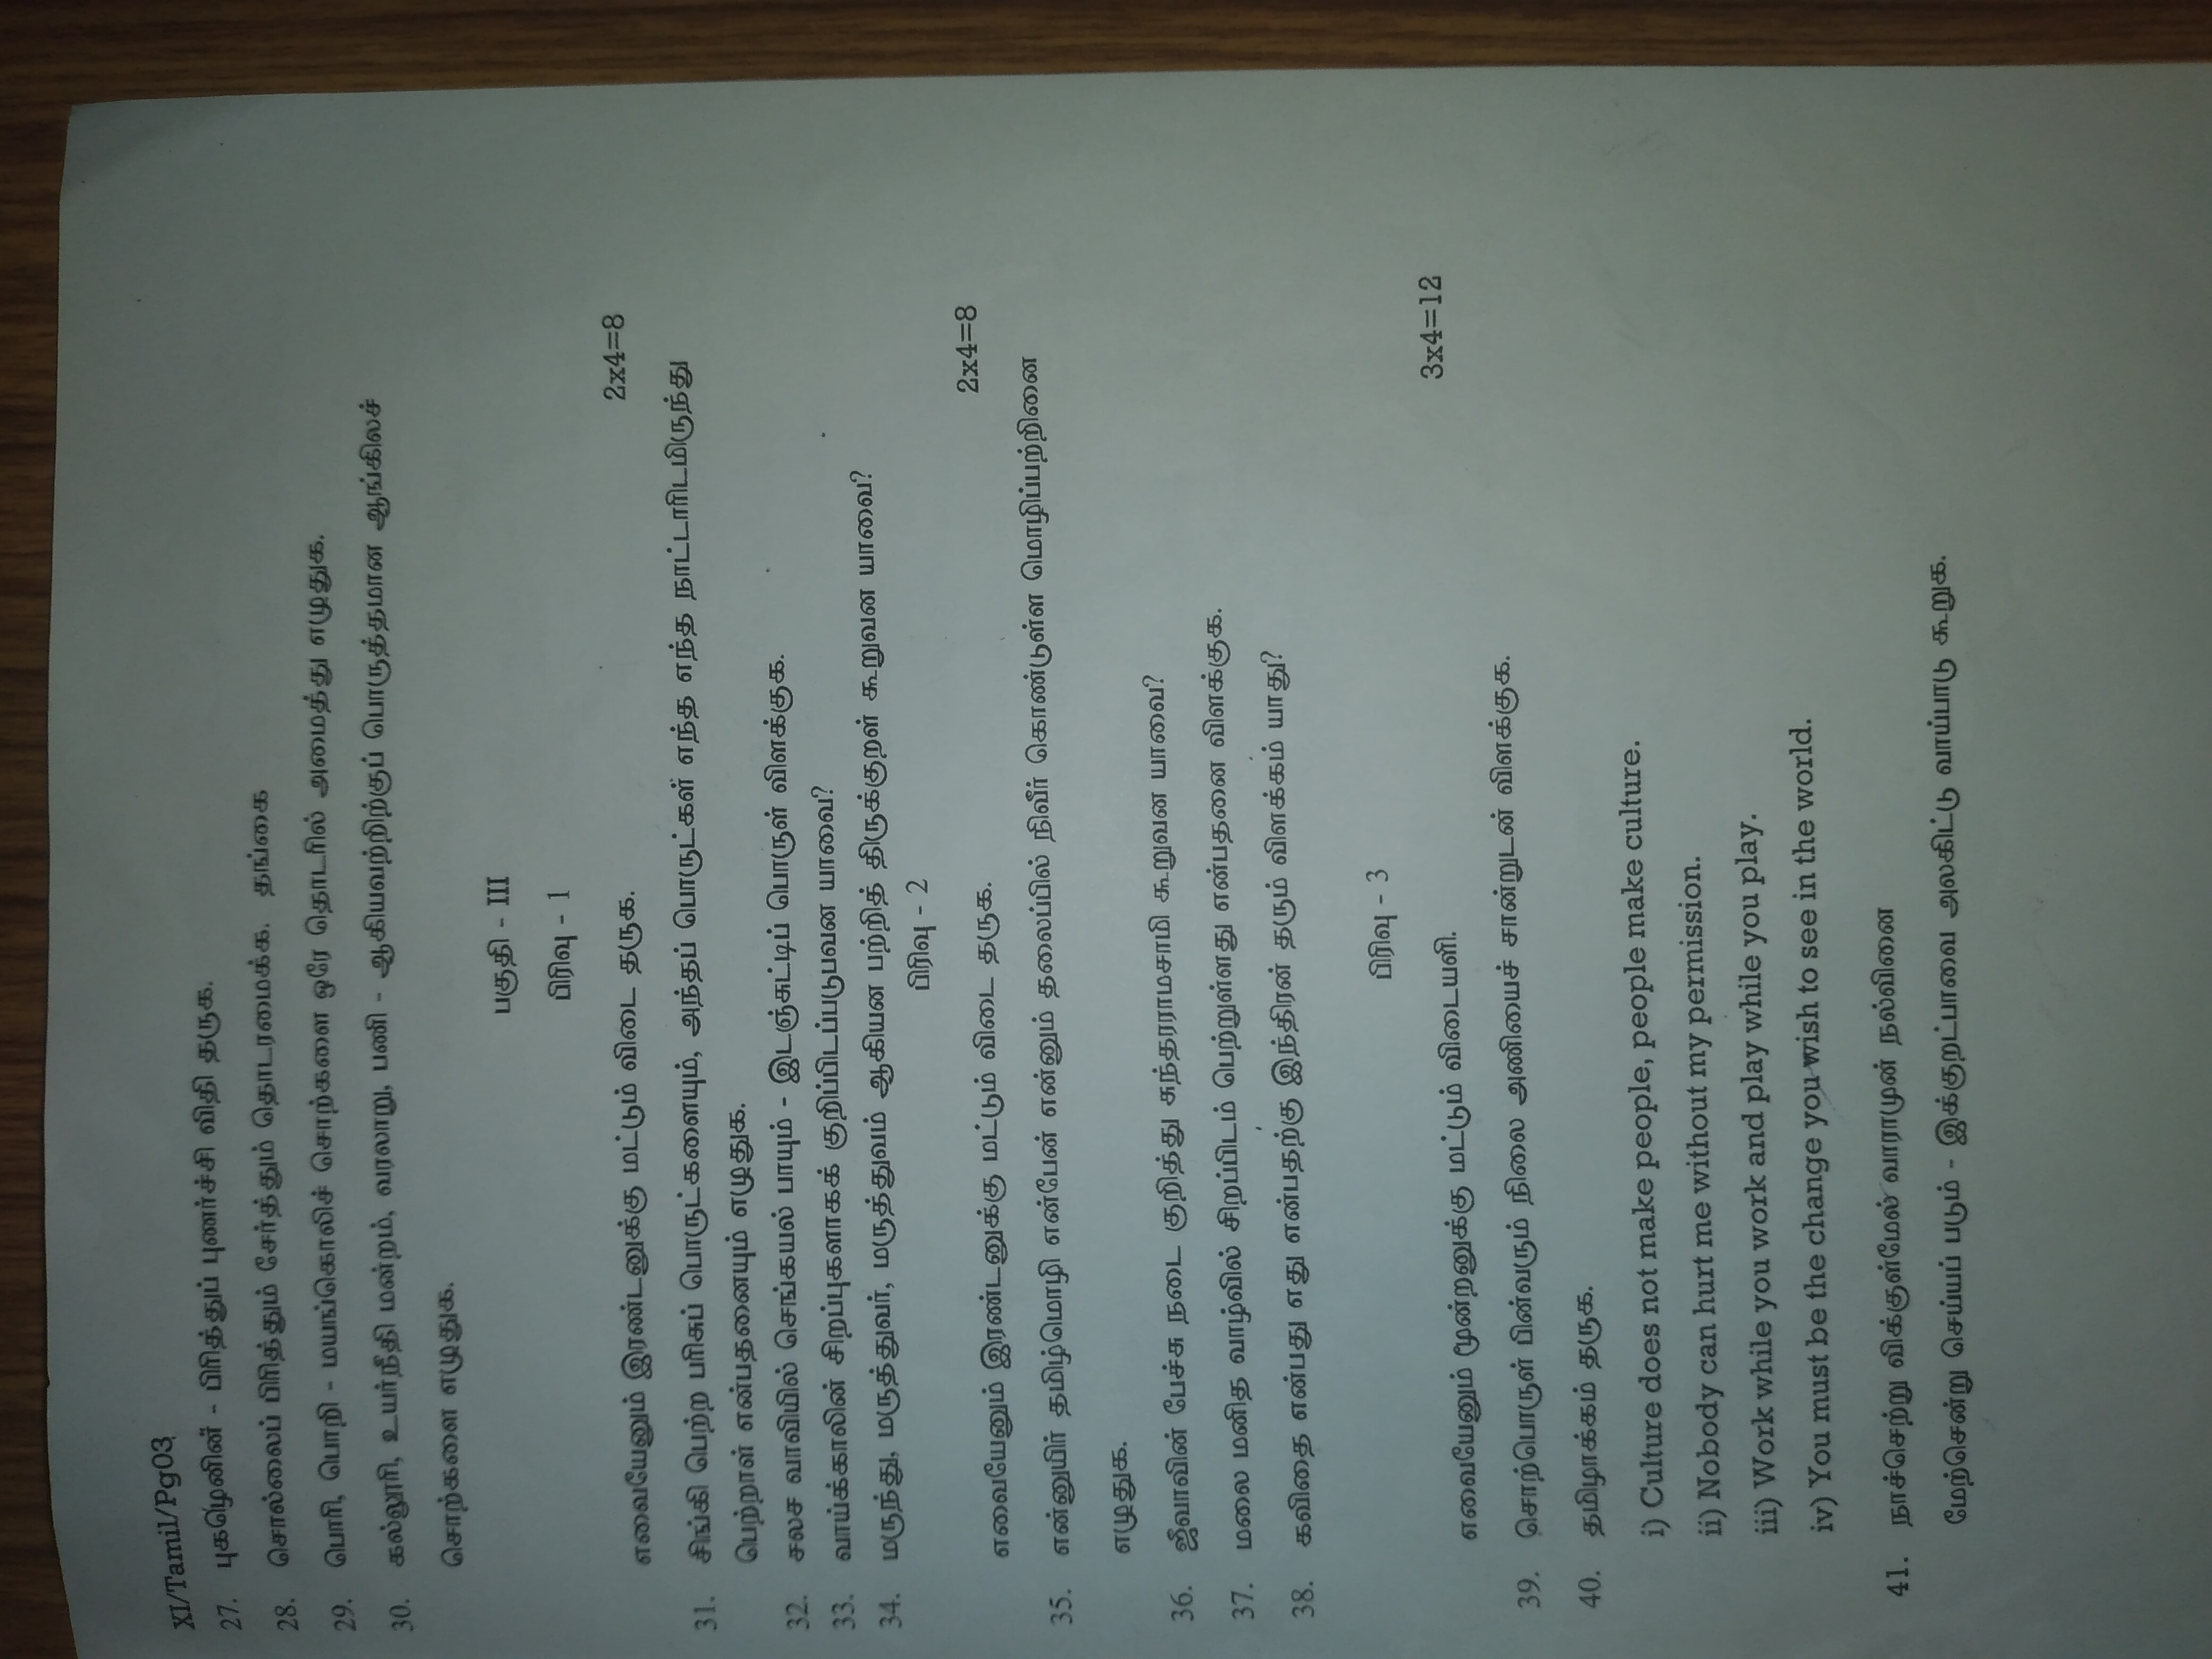 XI/Tamil/Pg03
27. புகழெனின் - பிரித்துப் புணர்ச்சி விதி தருக.
28. சொல்லைப் பிரித்தும் சேர்த்தும் தொடரமைக்க. தங்கை
29. பொரி, பொறி - மயங்கொலிச் சொற்களை ஒரே தொடரில் அமைத்து எழுதுக.
30. கல்லூரி, உயர்நீதி மன்றம், வரலாறு, பணி - ஆகியவற்றிற்குப் பொருத்தமான ஆங்கிலச்
சொற்களை எழுதுக.
பகுதி - III
பிரிவு - 1
எவையேனும் இரண்டனுக்கு மட்டும் விடை தருக. 2x4=8
31. சிங்கி பெற்ற பரிசுப் பொருட்களையும், அந்தப் பொருட்கள் எந்த எந்த நாட்டாரிடமிருந்து
பெற்றாள் என்பதனையும் எழுதுக.
32. சலச வாவியில் செங்கயல் பாயும் - இடஞ்சுட்டிப் பொருள் விளக்குக.
33. வாய்க்காலின் சிறப்புகளாகக் குறிப்பிடப்படுபவன யாவை?
34. மருந்து, மருத்துவர், மருத்துவம் ஆகியன பற்றித் திருக்குறள் கூறுவன யாவை?
பிரிவு - 2
எவையேனும் இரண்டனுக்கு மட்டும் விடை தருக. 2x4=8
35. என்னுயிர் தமிழ்மொழி என்பேன் என்னும் தலைப்பில் நிவீர் கொண்டுள்ள மொழிப்பற்றினை
எழுதுக.
36. ஜீவாவின் பேச்சு நடை குறித்து சுந்தரராமசாமி கூறுவன யாவை?
37. மலை மனித வாழ்வில் சிறப்பிடம் பெற்றுள்ளது என்பதனை விளக்குக.
38. கவிதை என்பது எது என்பதற்கு இந்திரன் தரும் விளக்கம் யாது?
பிரிவு - 3
எவையேனும் மூன்றனுக்கு மட்டும் விடையளி. 3x4=12
39. சொற்பொருள் பின்வரும் நிலை அணியைச் சான்றுடன் விளக்குக.
40. தமிழாக்கம் தருக.
i) Culture does not make people, people make culture.
ii) Nobody can hurt me without my permission.
iii) Work while you work and play while you play.
iv) You must be the change you wish to see in the world.
41. நாச்செற்று விக்குள்மேல் வாராமுன் நல்வினை
மேற்சென்று செய்யப் படும் - இக்குறட்பாவை அலகிட்டு வாய்பாடு கூறுக.